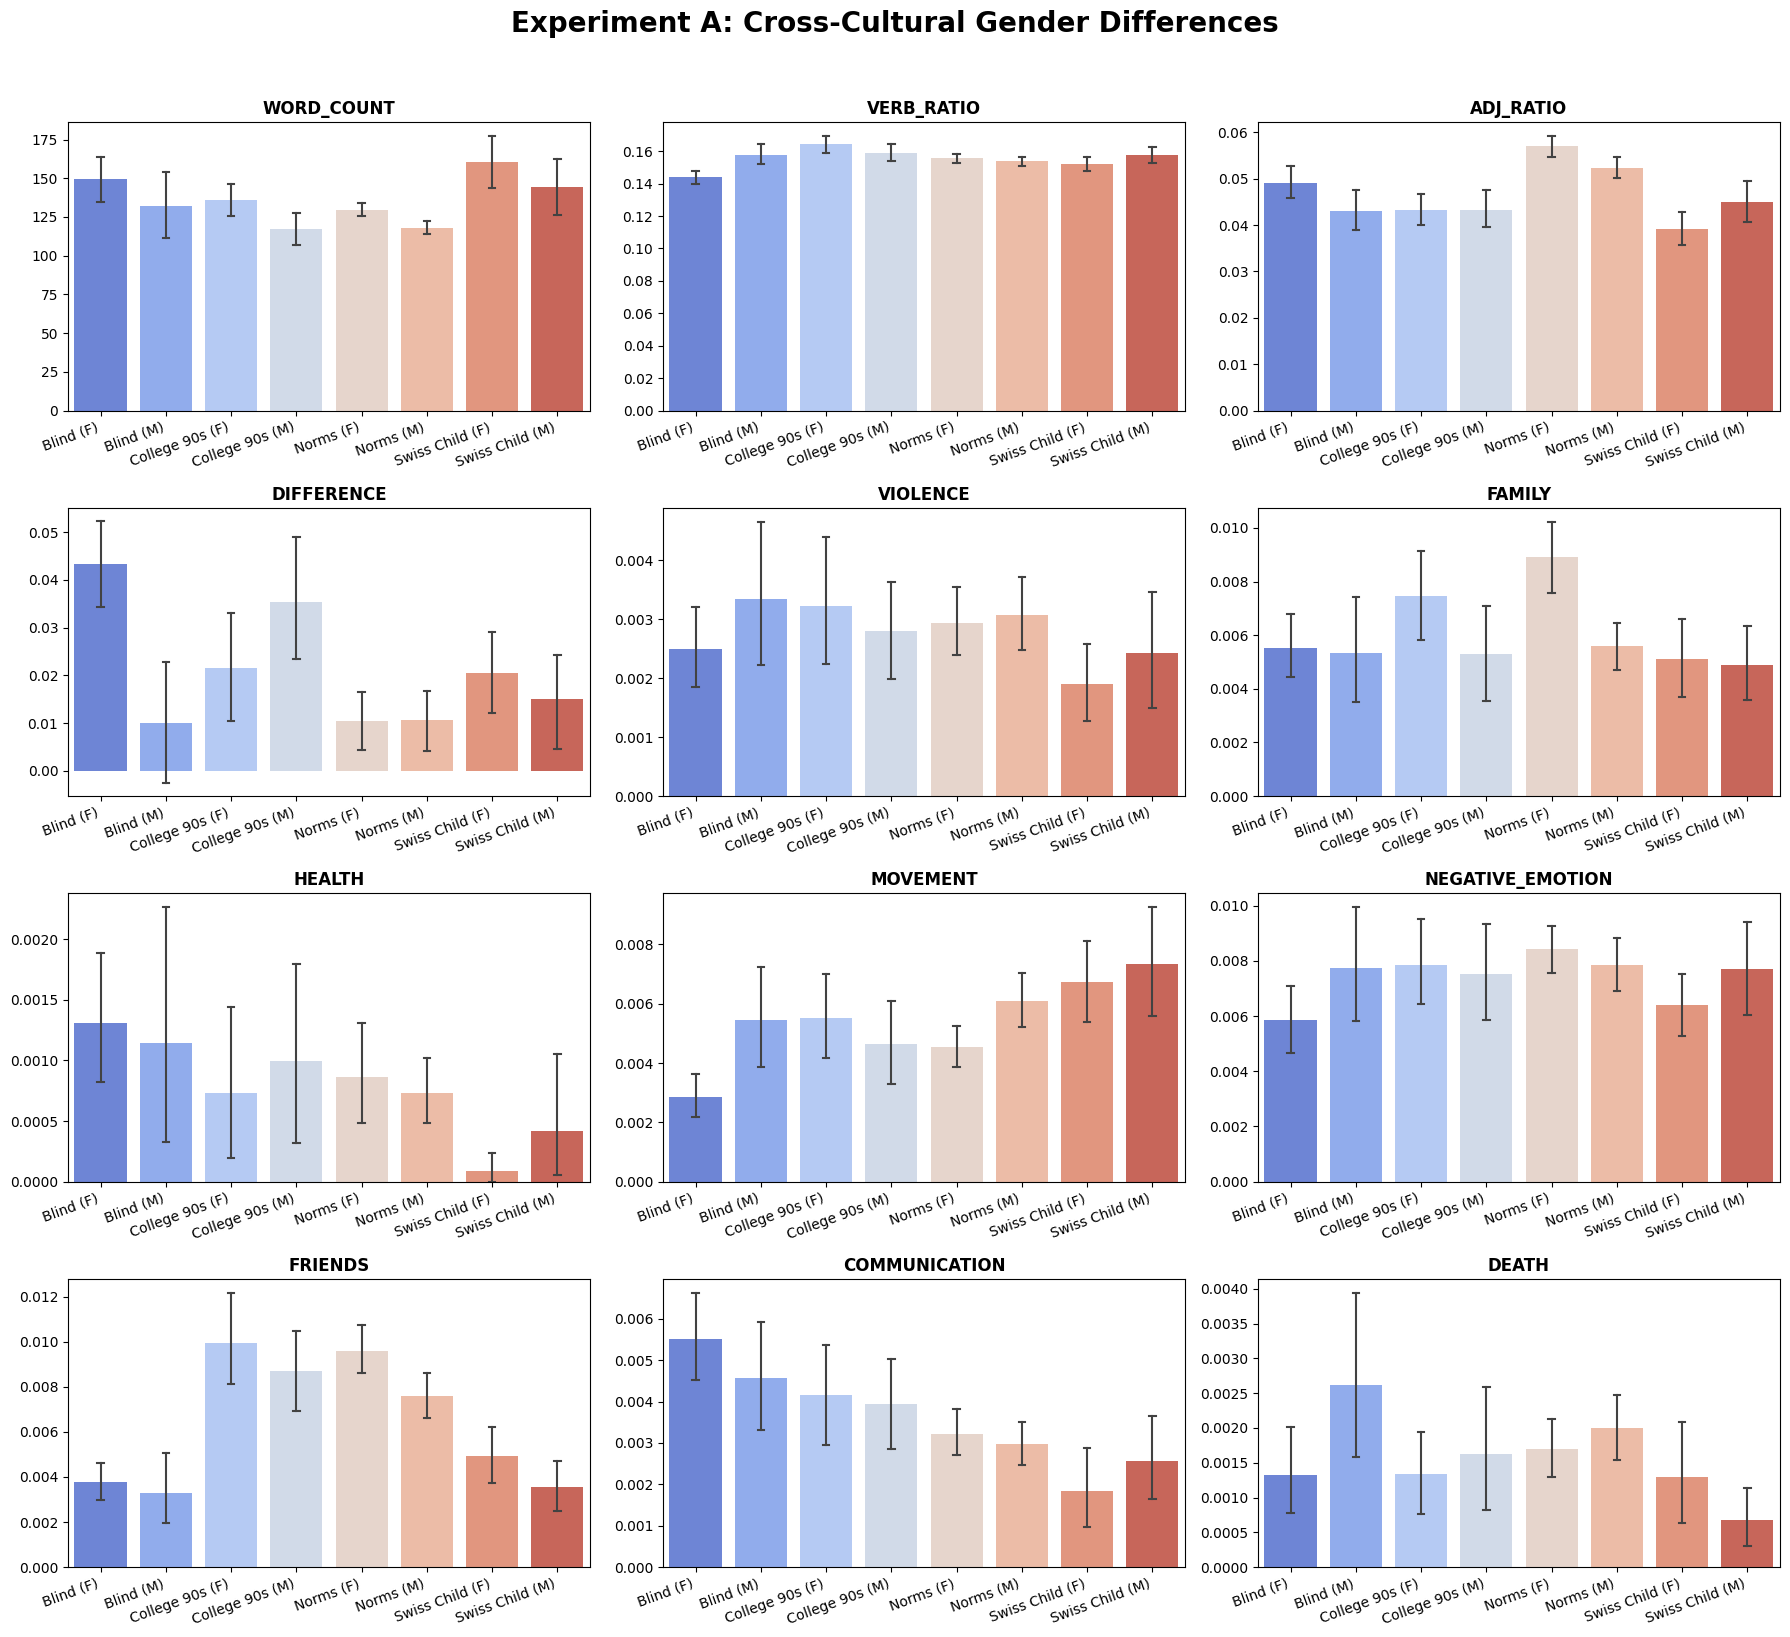 Experiment A: Cross-Cultural Gender Differences
WORD_COUNT
175
150
125
100
75
50
25
0
Blind (F)
Blind (M)
College 90s (F)
College 90s (M)
Norms (F)
Norms (M)
Swiss Child (F)
Swiss Child (M)
VERB_RATIO
0.16
0.14
0.12
0.10
0.08
0.06
0.04
0.02
0.00
Blind (F)
Blind (M)
College 90s (F)
College 90s (M)
Norms (F)
Norms (M)
Swiss Child (F)
Swiss Child (M)
ADJ_RATIO
0.06
0.05
0.04
0.03
0.02
0.01
0.00
Blind (F)
Blind (M)
College 90s (F)
College 90s (M)
Norms (F)
Norms (M)
Swiss Child (F)
Swiss Child (M)
DIFFERENCE
0.05
0.04
0.03
0.02
0.01
0.00
Blind (F)
Blind (M)
College 90s (F)
College 90s (M)
Norms (F)
Norms (M)
Swiss Child (F)
Swiss Child (M)
VIOLENCE
0.004
0.003
0.002
0.001
0.000
Blind (F)
Blind (M)
College 90s (F)
College 90s (M)
Norms (F)
Norms (M)
Swiss Child (F)
Swiss Child (M)
FAMILY
0.010
0.008
0.006
0.004
0.002
0.000
Blind (F)
Blind (M)
College 90s (F)
College 90s (M)
Norms (F)
Norms (M)
Swiss Child (F)
Swiss Child (M)
HEALTH
0.0020
0.0015
0.0010
0.0005
0.0000
Blind (F)
Blind (M)
College 90s (F)
College 90s (M)
Norms (F)
Norms (M)
Swiss Child (F)
Swiss Child (M)
MOVEMENT
0.008
0.006
0.004
0.002
0.000
Blind (F)
Blind (M)
College 90s (F)
College 90s (M)
Norms (F)
Norms (M)
Swiss Child (F)
Swiss Child (M)
NEGATIVE_EMOTION
0.010
0.008
0.006
0.004
0.002
0.000
Blind (F)
Blind (M)
College 90s (F)
College 90s (M)
Norms (F)
Norms (M)
Swiss Child (F)
Swiss Child (M)
FRIENDS
0.012
0.010
0.008
0.006
0.004
0.002
0.000
Blind (F)
Blind (M)
College 90s (F)
College 90s (M)
Norms (F)
Norms (M)
Swiss Child (F)
Swiss Child (M)
COMMUNICATION
0.006
0.005
0.004
0.003
0.002
0.001
0.000
Blind (F)
Blind (M)
College 90s (F)
College 90s (M)
Norms (F)
Norms (M)
Swiss Child (F)
Swiss Child (M)
DEATH
0.0040
0.0035
0.0030
0.0025
0.0020
0.0015
0.0010
0.0005
0.0000
Blind (F)
Blind (M)
College 90s (F)
College 90s (M)
Norms (F)
Norms (M)
Swiss Child (F)
Swiss Child (M)